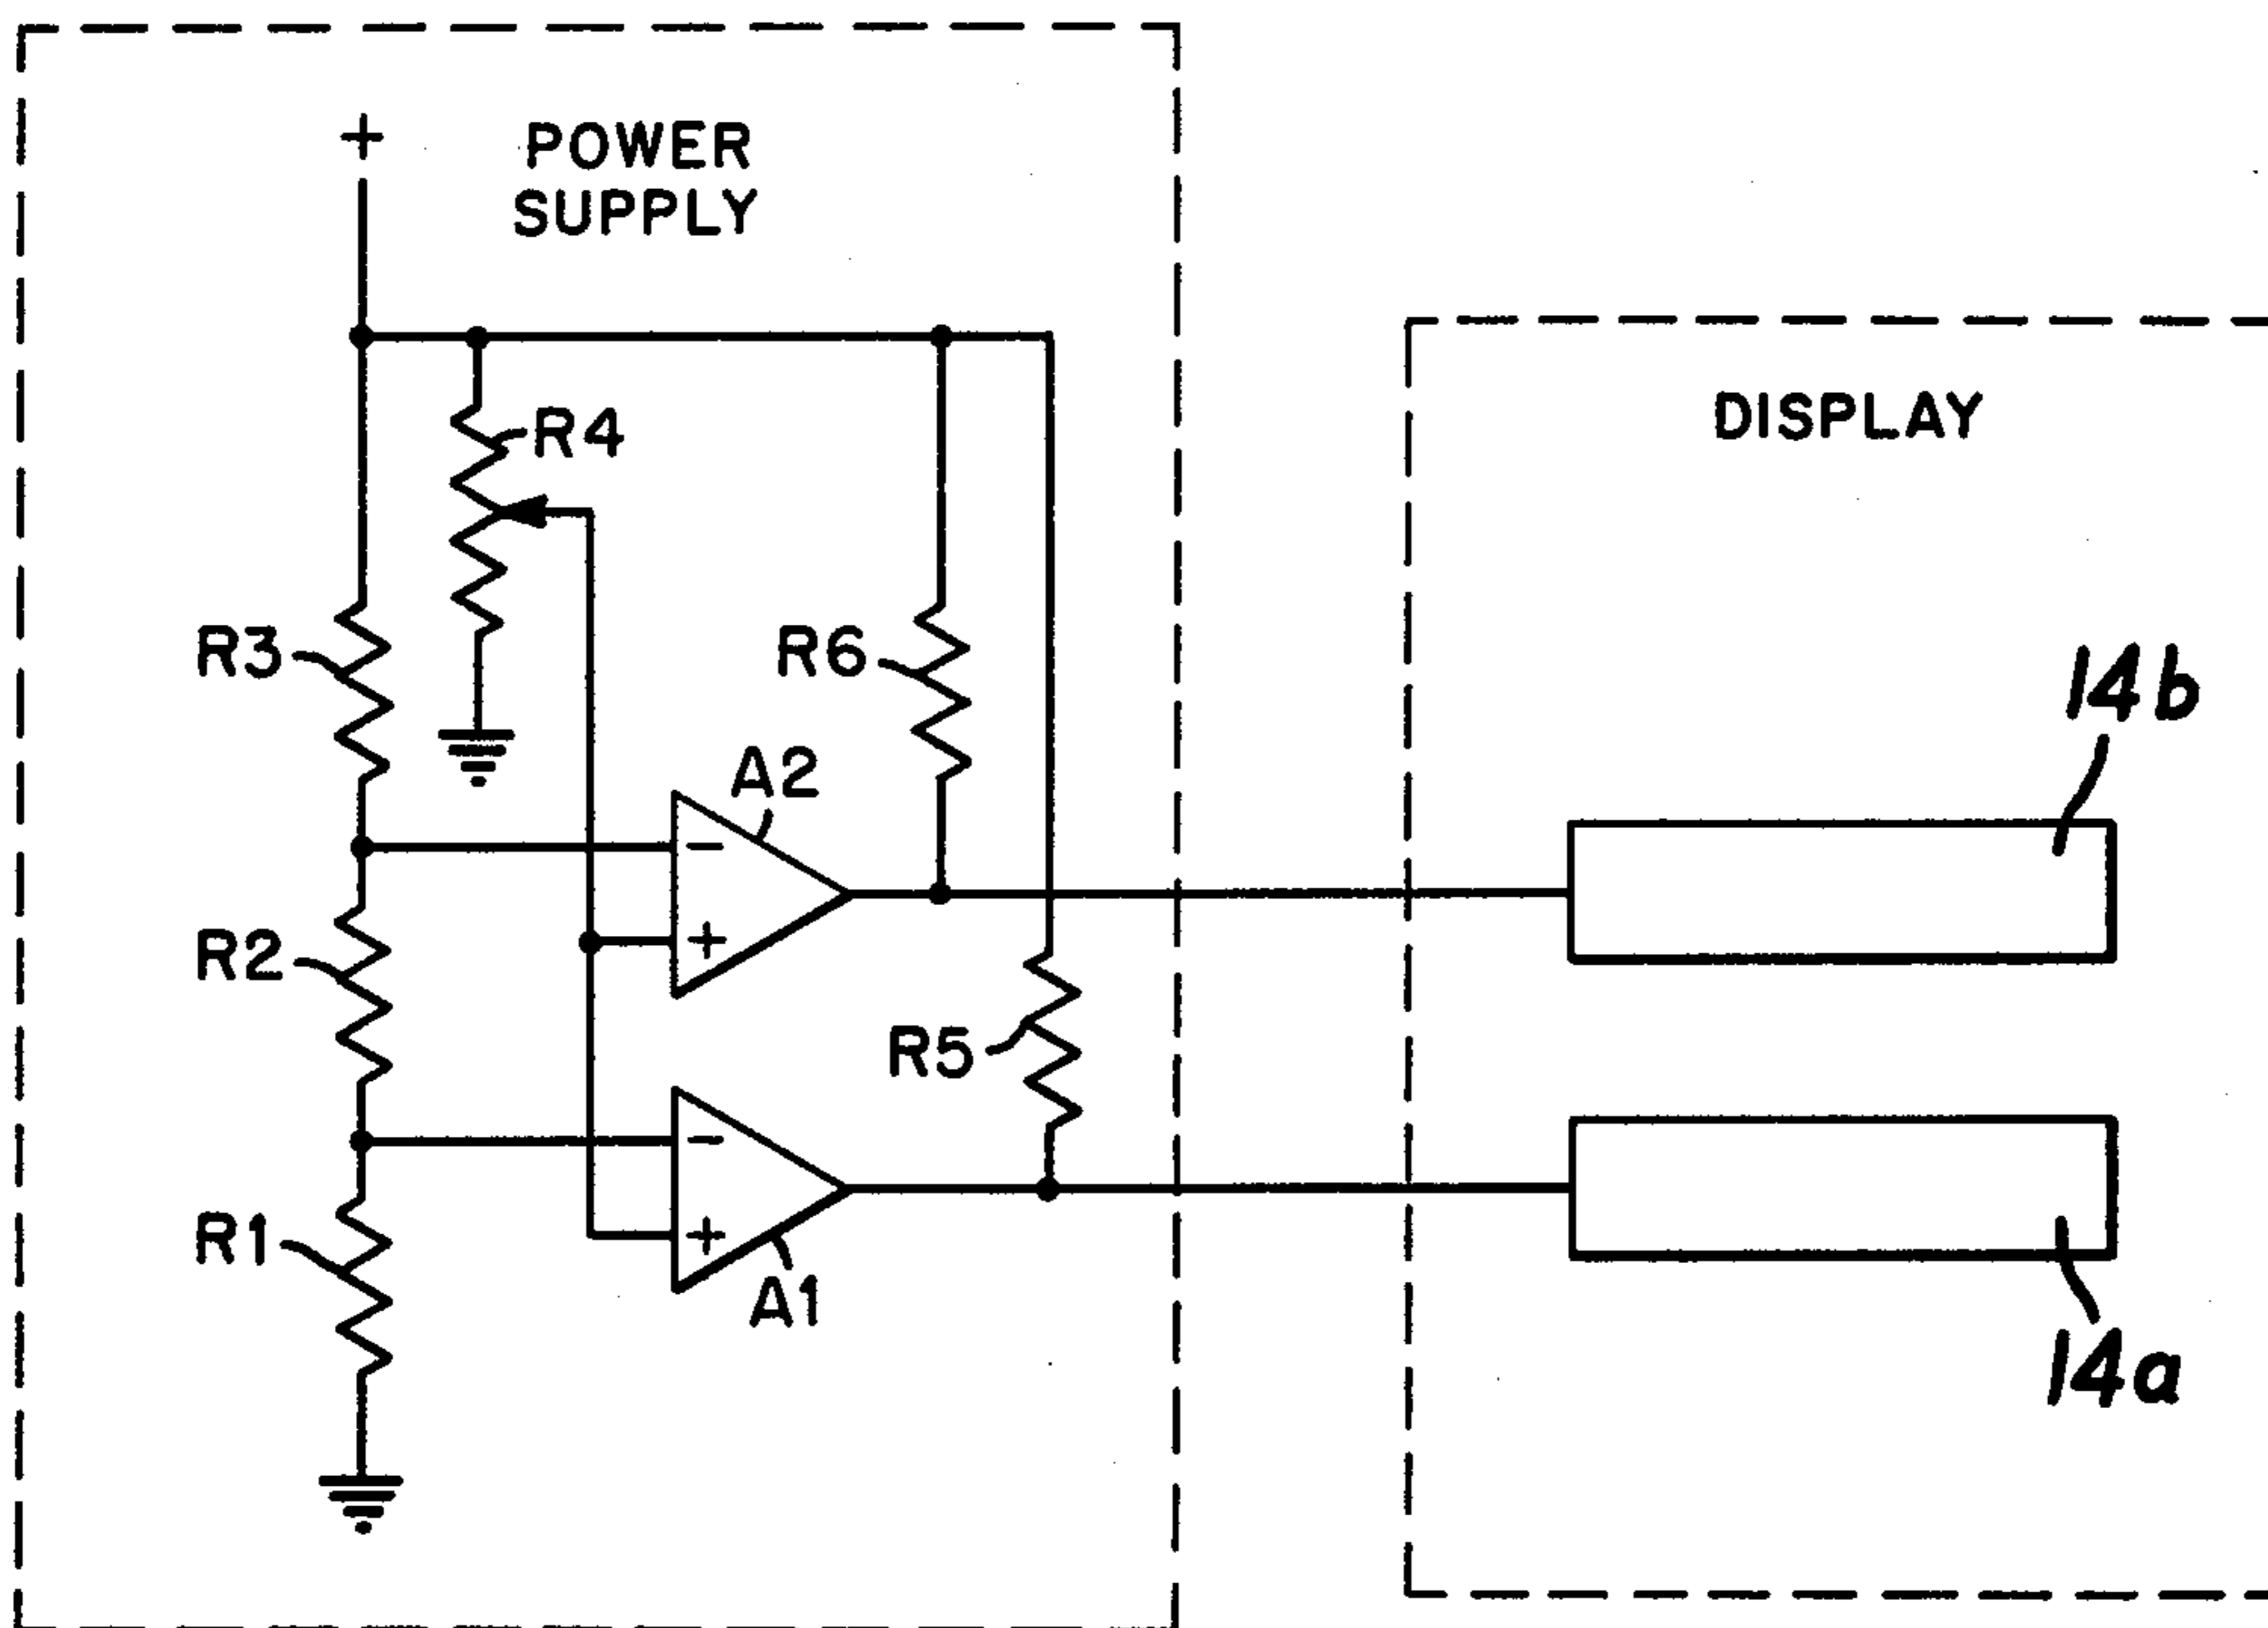 +
POWER
SUPPLY
DISPLAY
R4
R3
R6
14b
A2
−
+
R2
R5
−
R1
+
A1
14a